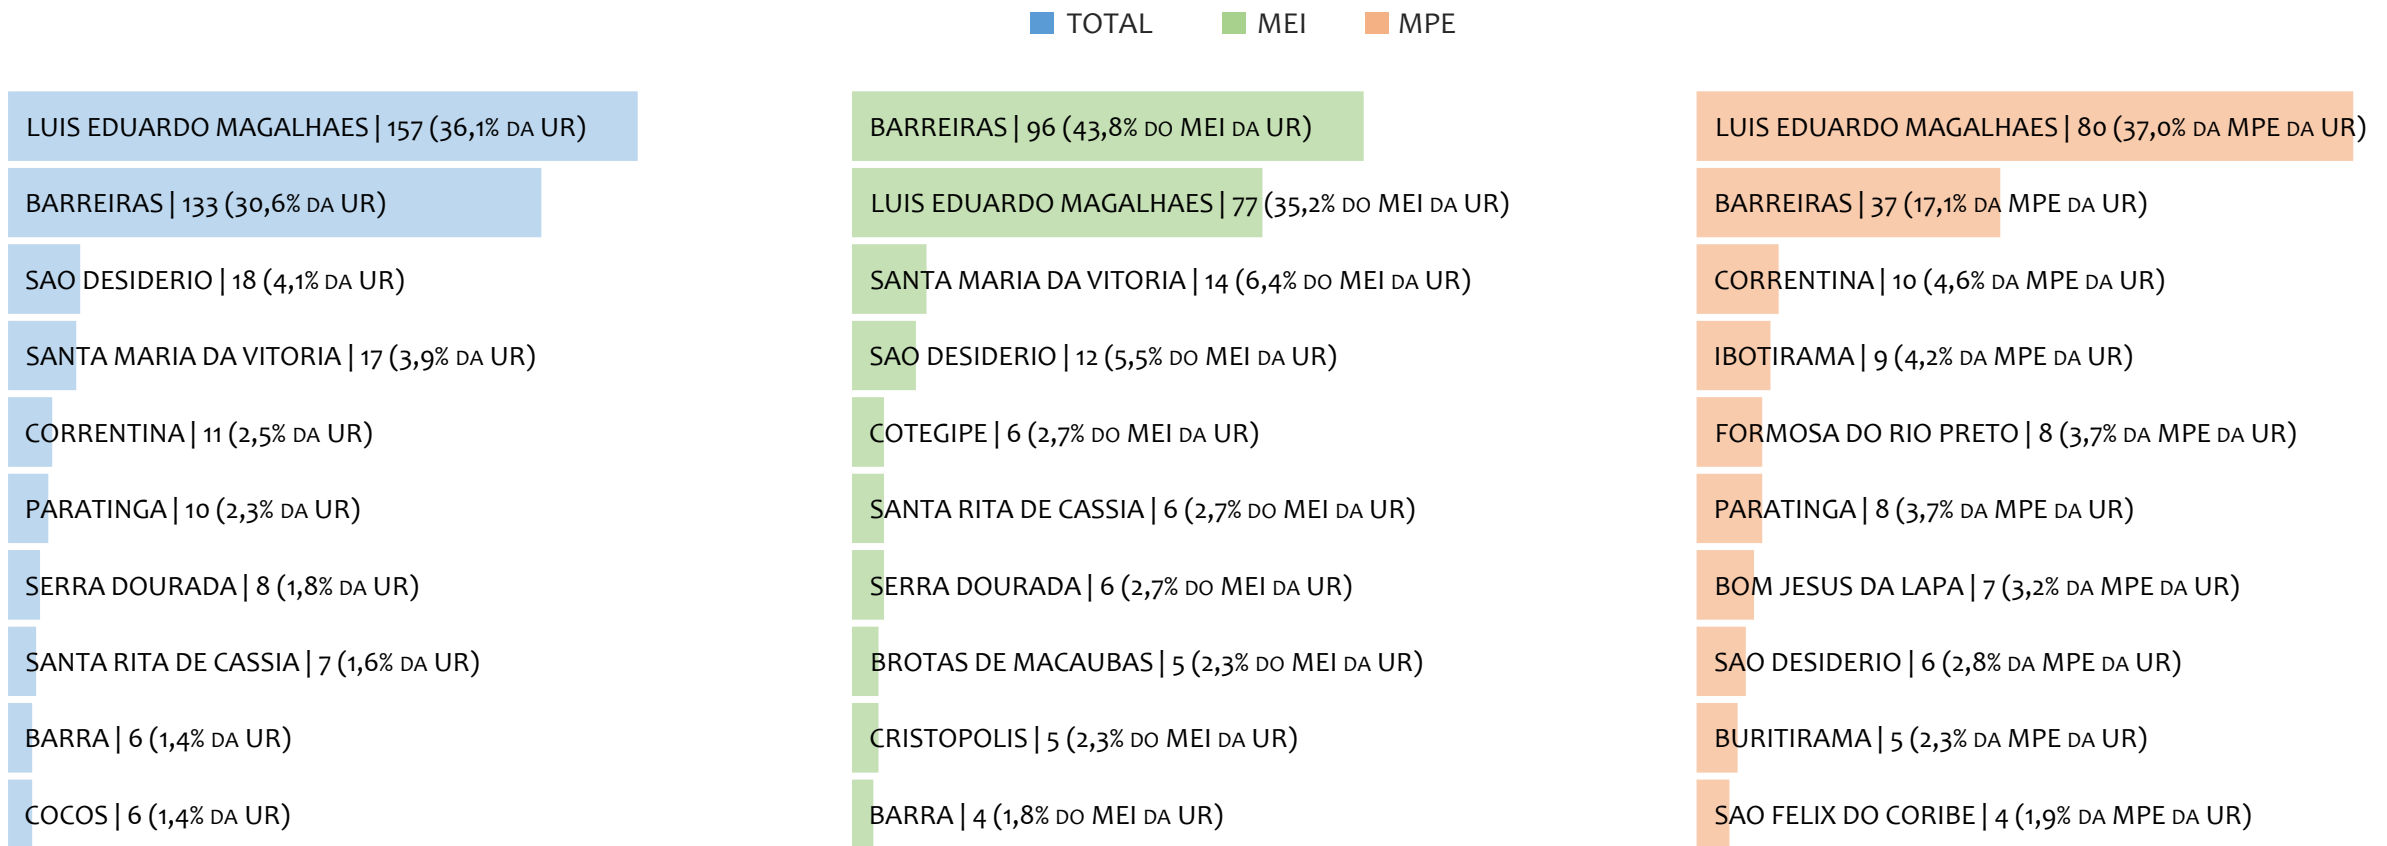 TOTAL MEI MPE
LUIS EDUARDO MAGALHAES | 157 (36,1% DA UR)
BARREIRAS | 133 (30,6% DA UR)
SAO DESIDERIO | 18 (4,1% DA UR)
SANTA MARIA DA VITORIA | 17 (3,9% DA UR)
CORRENTINA | 11 (2,5% DA UR)
PARATINGA | 10 (2,3% DA UR)
SERRA DOURADA | 8 (1,8% DA UR)
SANTA RITA DE CASSIA | 7 (1,6% DA UR)
BARRA | 6 (1,4% DA UR)
COCOS | 6 (1,4% DA UR)
BARREIRAS | 96 (43,8% DO MEI DA UR)
LUIS EDUARDO MAGALHAES | 77 (35,2% DO MEI DA UR)
SANTA MARIA DA VITORIA | 14 (6,4% DO MEI DA UR)
SAO DESIDERIO | 12 (5,5% DO MEI DA UR)
COTEGIPE | 6 (2,7% DO MEI DA UR)
SANTA RITA DE CASSIA | 6 (2,7% DO MEI DA UR)
SERRA DOURADA | 6 (2,7% DO MEI DA UR)
BROTAS DE MACAUBAS | 5 (2,3% DO MEI DA UR)
CRISTOPOLIS | 5 (2,3% DO MEI DA UR)
BARRA | 4 (1,8% DO MEI DA UR)
LUIS EDUARDO MAGALHAES | 80 (37,0% DA MPE DA UR)
BARREIRAS | 37 (17,1% DA MPE DA UR)
CORRENTINA | 10 (4,6% DA MPE DA UR)
IBOTIRAMA | 9 (4,2% DA MPE DA UR)
FORMOSA DO RIO PRETO | 8 (3,7% DA MPE DA UR)
PARATINGA | 8 (3,7% DA MPE DA UR)
BOM JESUS DA LAPA | 7 (3,2% DA MPE DA UR)
SAO DESIDERIO | 6 (2,8% DA MPE DA UR)
BURITIRAMA | 5 (2,3% DA MPE DA UR)
SAO FELIX DO CORIBE | 4 (1,9% DA MPE DA UR)